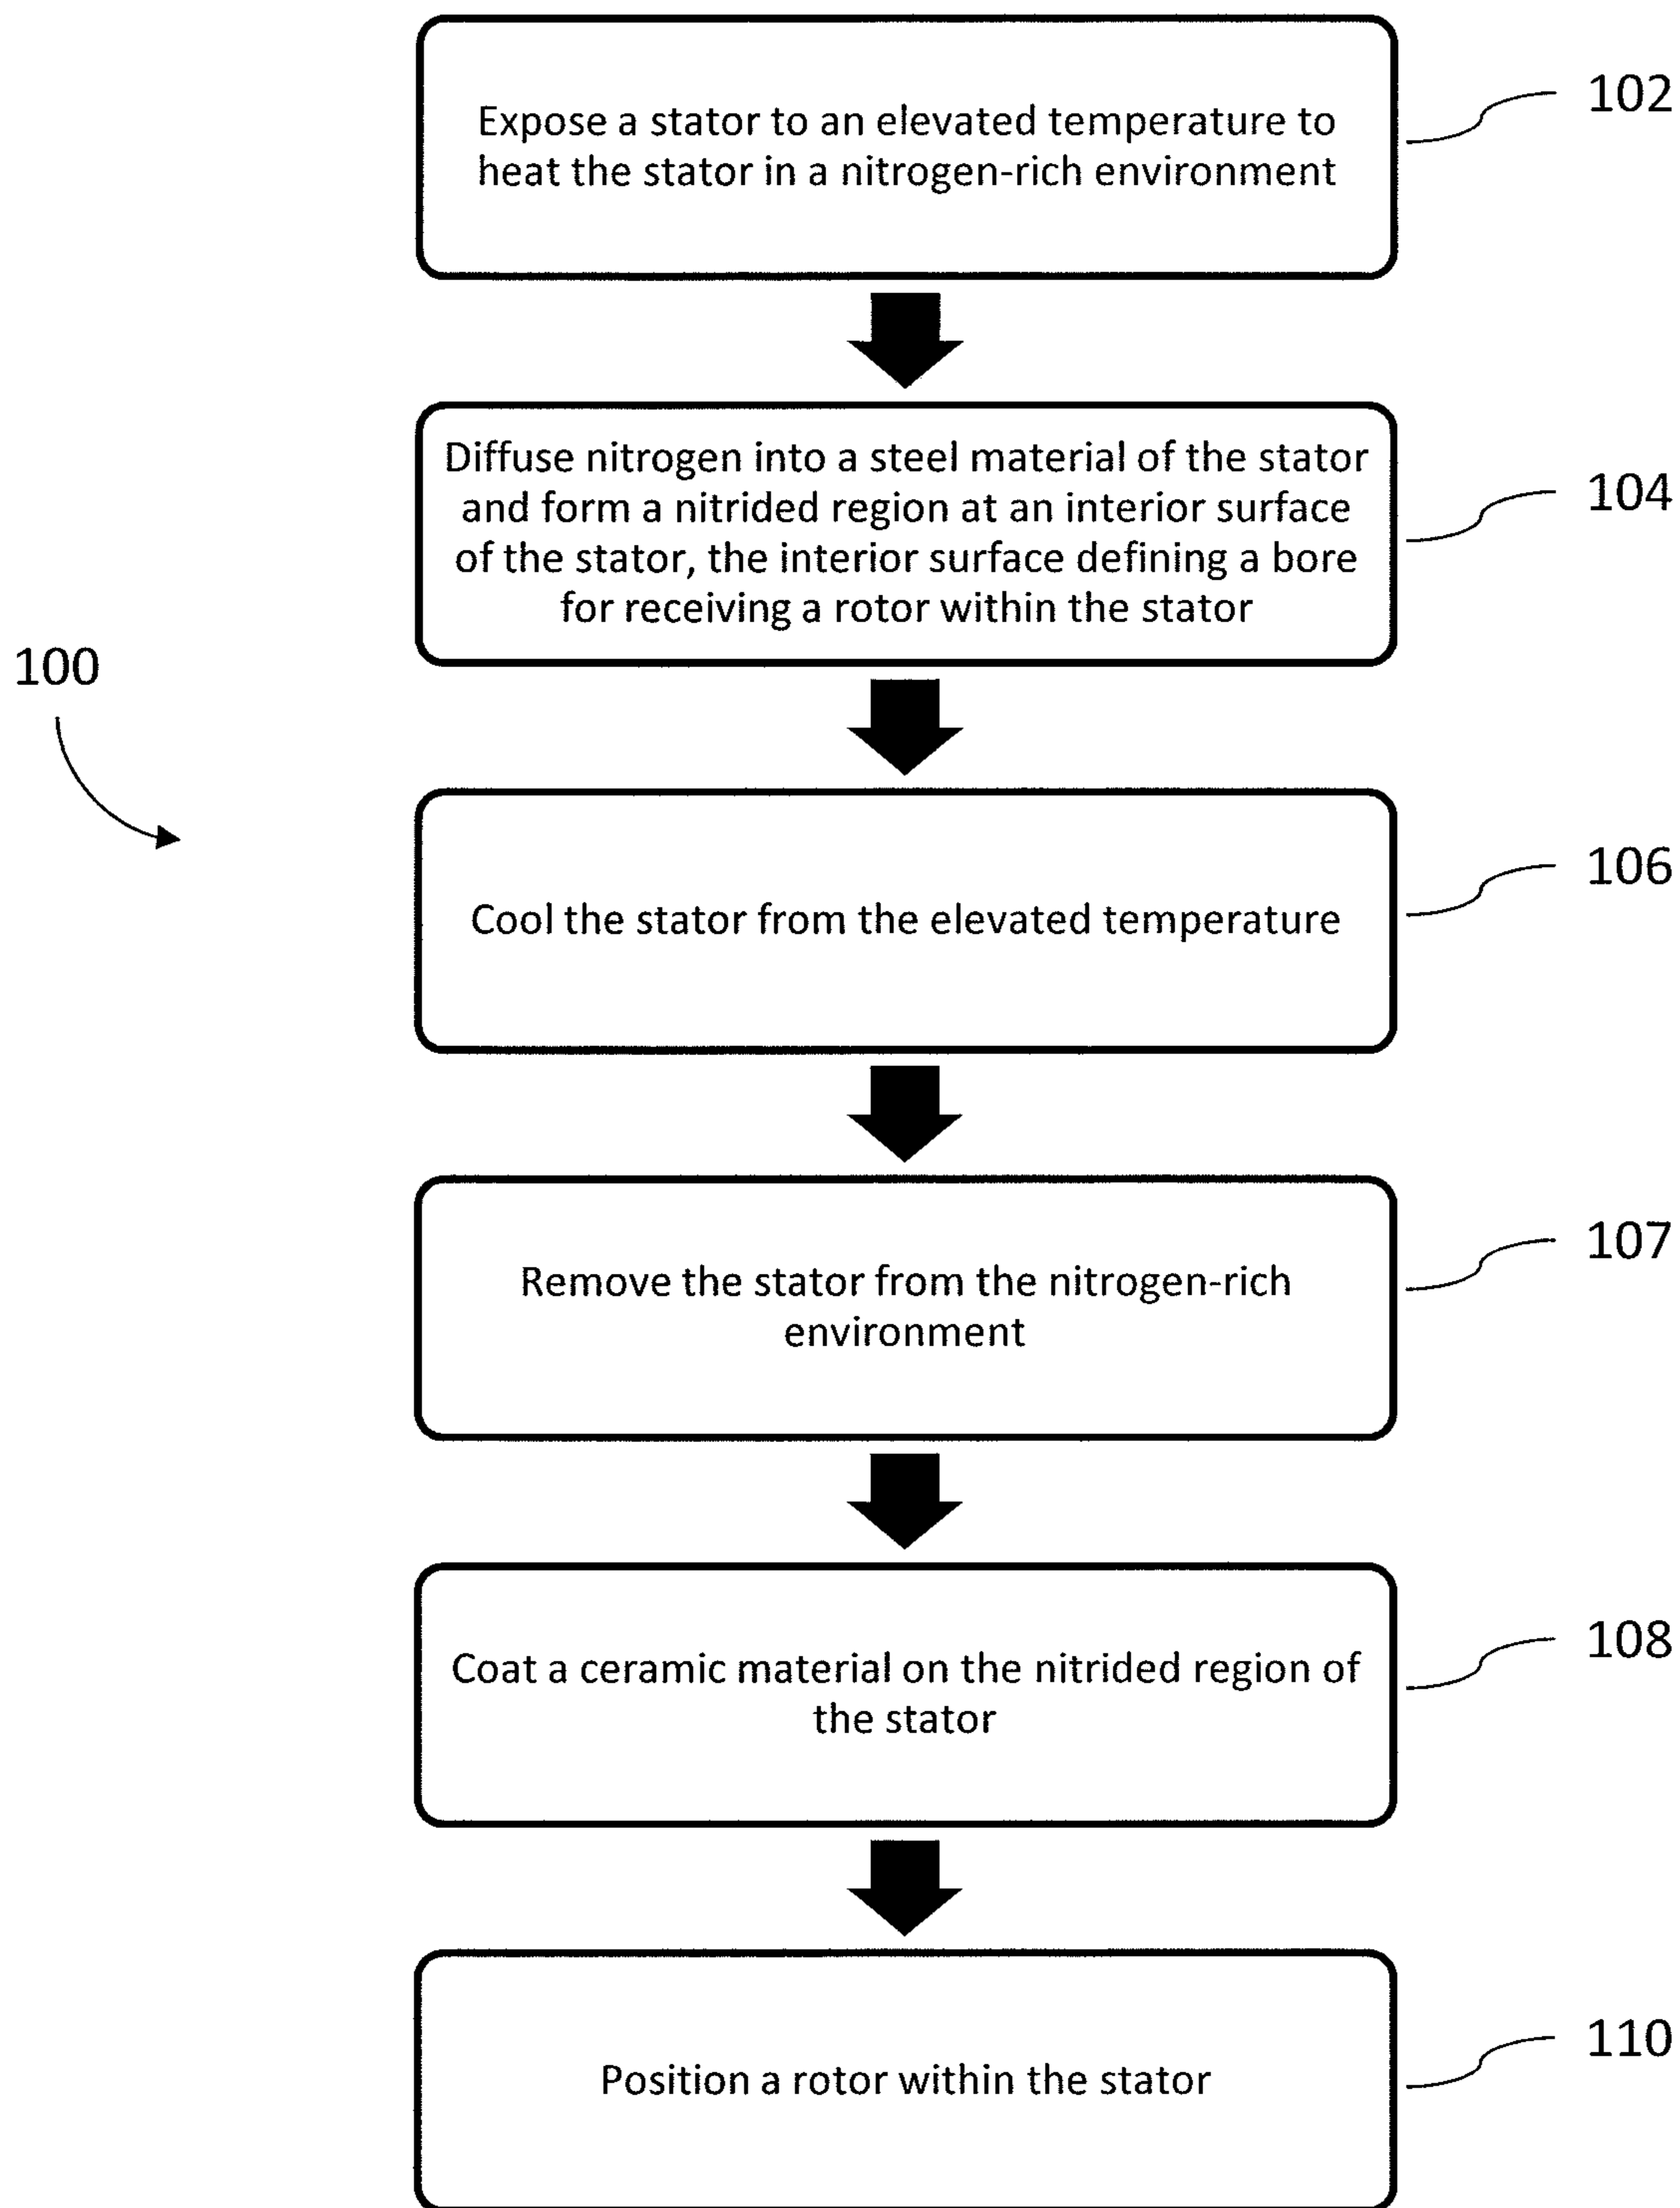 Expose a stator to an elevated temperature to
heat the stator in a nitrogen-rich environment
102
Diffuse nitrogen into a steel material of the stator
and form a nitrided region at an interior surface
of the stator, the interior surface defining a bore
for receiving a rotor within the stator
104
100
Cool the stator from the elevated temperature
106
Remove the stator from the nitrogen-rich
environment
107
Coat a ceramic material on the nitrided region of
the stator
108
Position a rotor within the stator
110